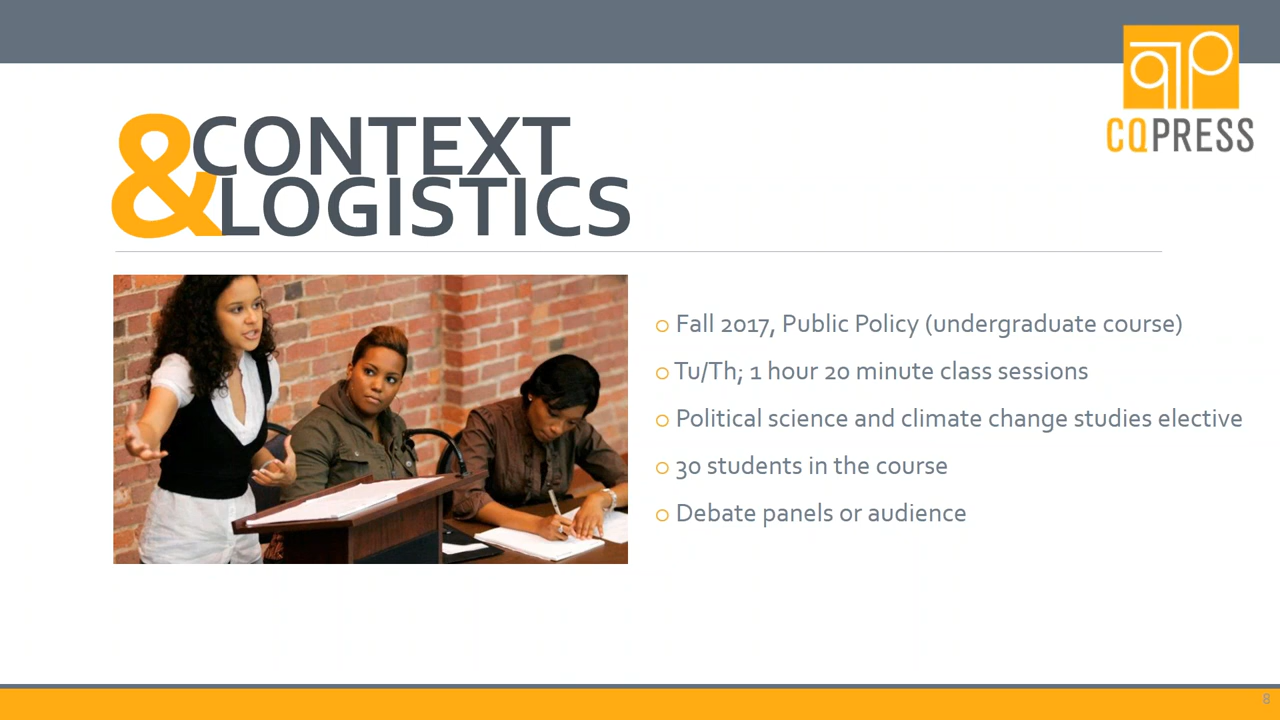 CQPRESS
& CONTEXT
LOGISTICS
o Fall 2017, Public Policy (undergraduate course)
o Tu/Th; 1 hour 20 minute class sessions
o Political science and climate change studies elective
o 30 students in the course
o Debate panels or audience
8